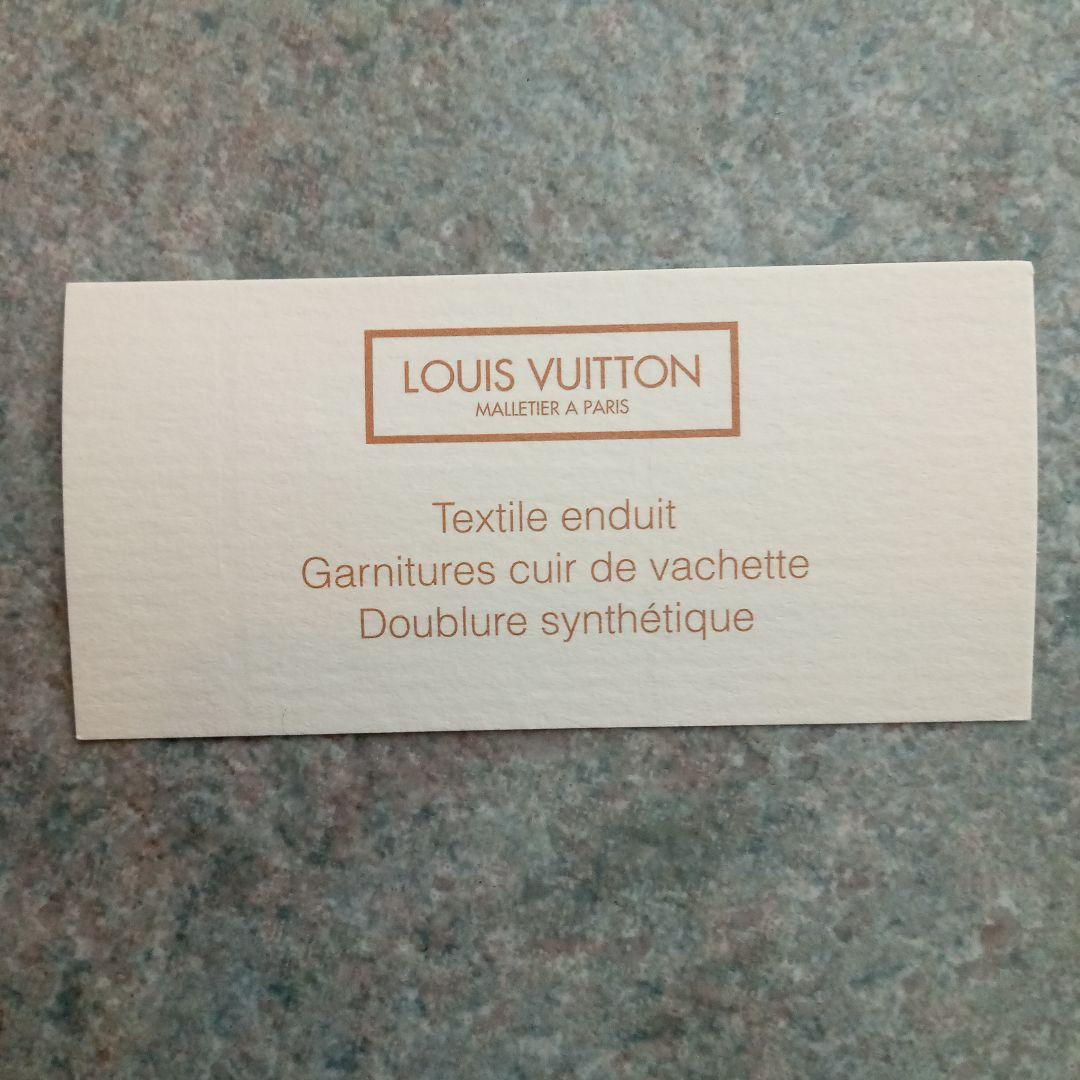 LOUIS VUITTON
MALLETIER A PARIS
Textile enduit
Garnitures cuir de vachette
Doublure synthétique